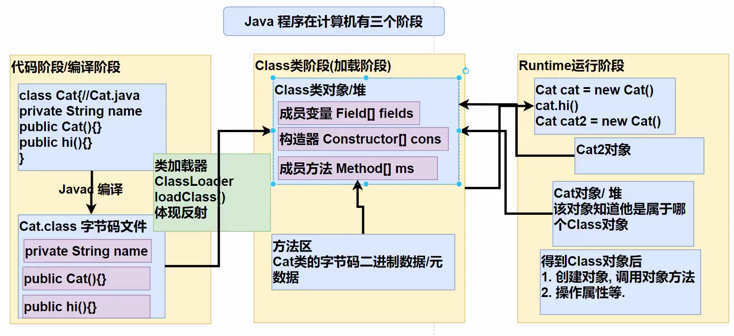 Java 程序在计算机有三个阶段
代码阶段/编译阶段
class Cat{//Cat.java
private String name
public Cat(){}
public hi(){}
}
Javac 编译
Cat.class 字节码文件
private String name
public Cat(){}
public hi(){}
类加载器
ClassLoader
loadClass()
体现反射
Class类阶段(加载阶段)
Class类对象/堆
成员变量 Field[] fields
构造器 Constructor[] cons
成员方法 Method[] ms
方法区
Cat类的字节码二进制数据/元
数据
Runtime运行阶段
Cat cat = new Cat()
cat.hi()
Cat cat2 = new Cat()
Cat2对象
Cat对象/ 堆
该对象知道他是属于哪
个Class对象
得到Class对象后
1. 创建对象, 调用对象方法
2. 操作属性等.